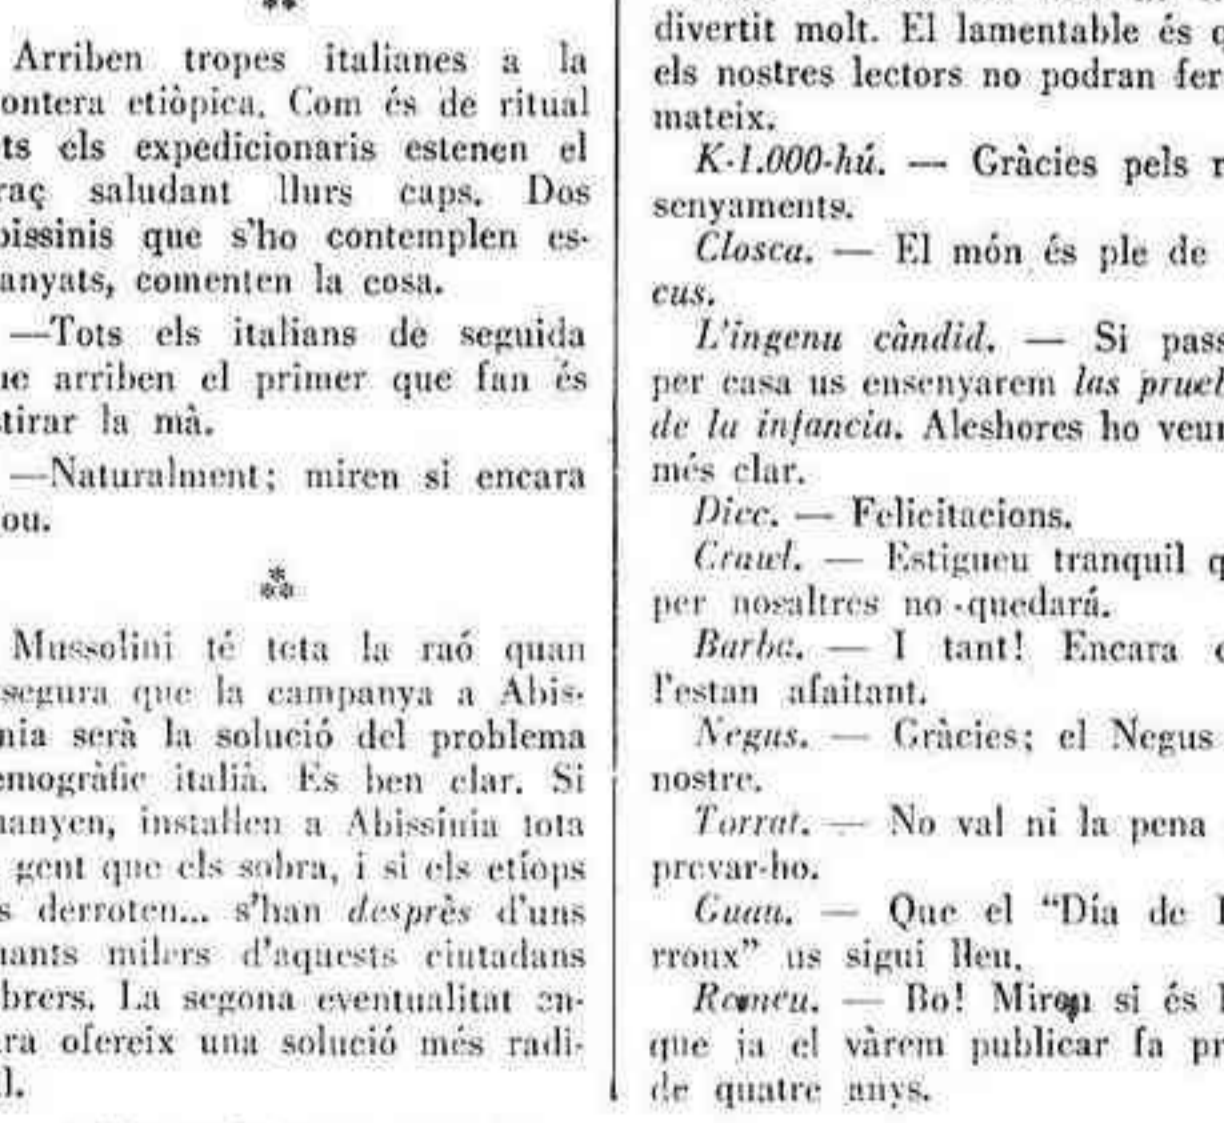 Arriben tropes italianes a la
ontera etiòpica. Com és de ritual
ts els expedicionaris estenen el
raç saludant llurs caps. Dos
bissinis que s'ho contemplen es-
anyats, comenten la cosa.
—Tots els italians de seguida
ue arriben el primer que fan és
stirar la mà.
—Naturalment; miren si encara
ou.
Mussolini té tota la raó quan
segura que la campanya a Abis-
nia serà la solució del problema
emogràfic italià. Es ben clar. Si
uanyen, instal·len a Abissínia tota
gent que els sobra, i si els etíops
s derroten... s'han desprès d'uns
uants milers d'aquests ciutadans
brers. La segona eventualitat en-
ara ofereix una solució més radi-
l.
divertit molt. El lamentable és q
els nostres lectors no podran fer
mateix.
K-1.000-hú. — Gràcies pels r
senyaments.
Closca. — El món és ple de
cus.
L'ingenu càndid. — Si pass
per casa us ensenyarem las prueb
de la infancia. Aleshores ho veur
més clar.
Dicc. — Felicitacions.
Crawl. — Estigueu tranquil q
per nosaltres no quedará.
Barbe. — I tant! Encara
l'estan afaitant.
Negus. — Gràcies; el Negus
nostre.
Torrat. — No val ni la pena
prevar-ho.
Guau. — Que el “Día de
rroux” us sigui lleu.
Romeu. — Bo! Mireu si és
que ja el vàrem publicar fa pr
de quatre anys.